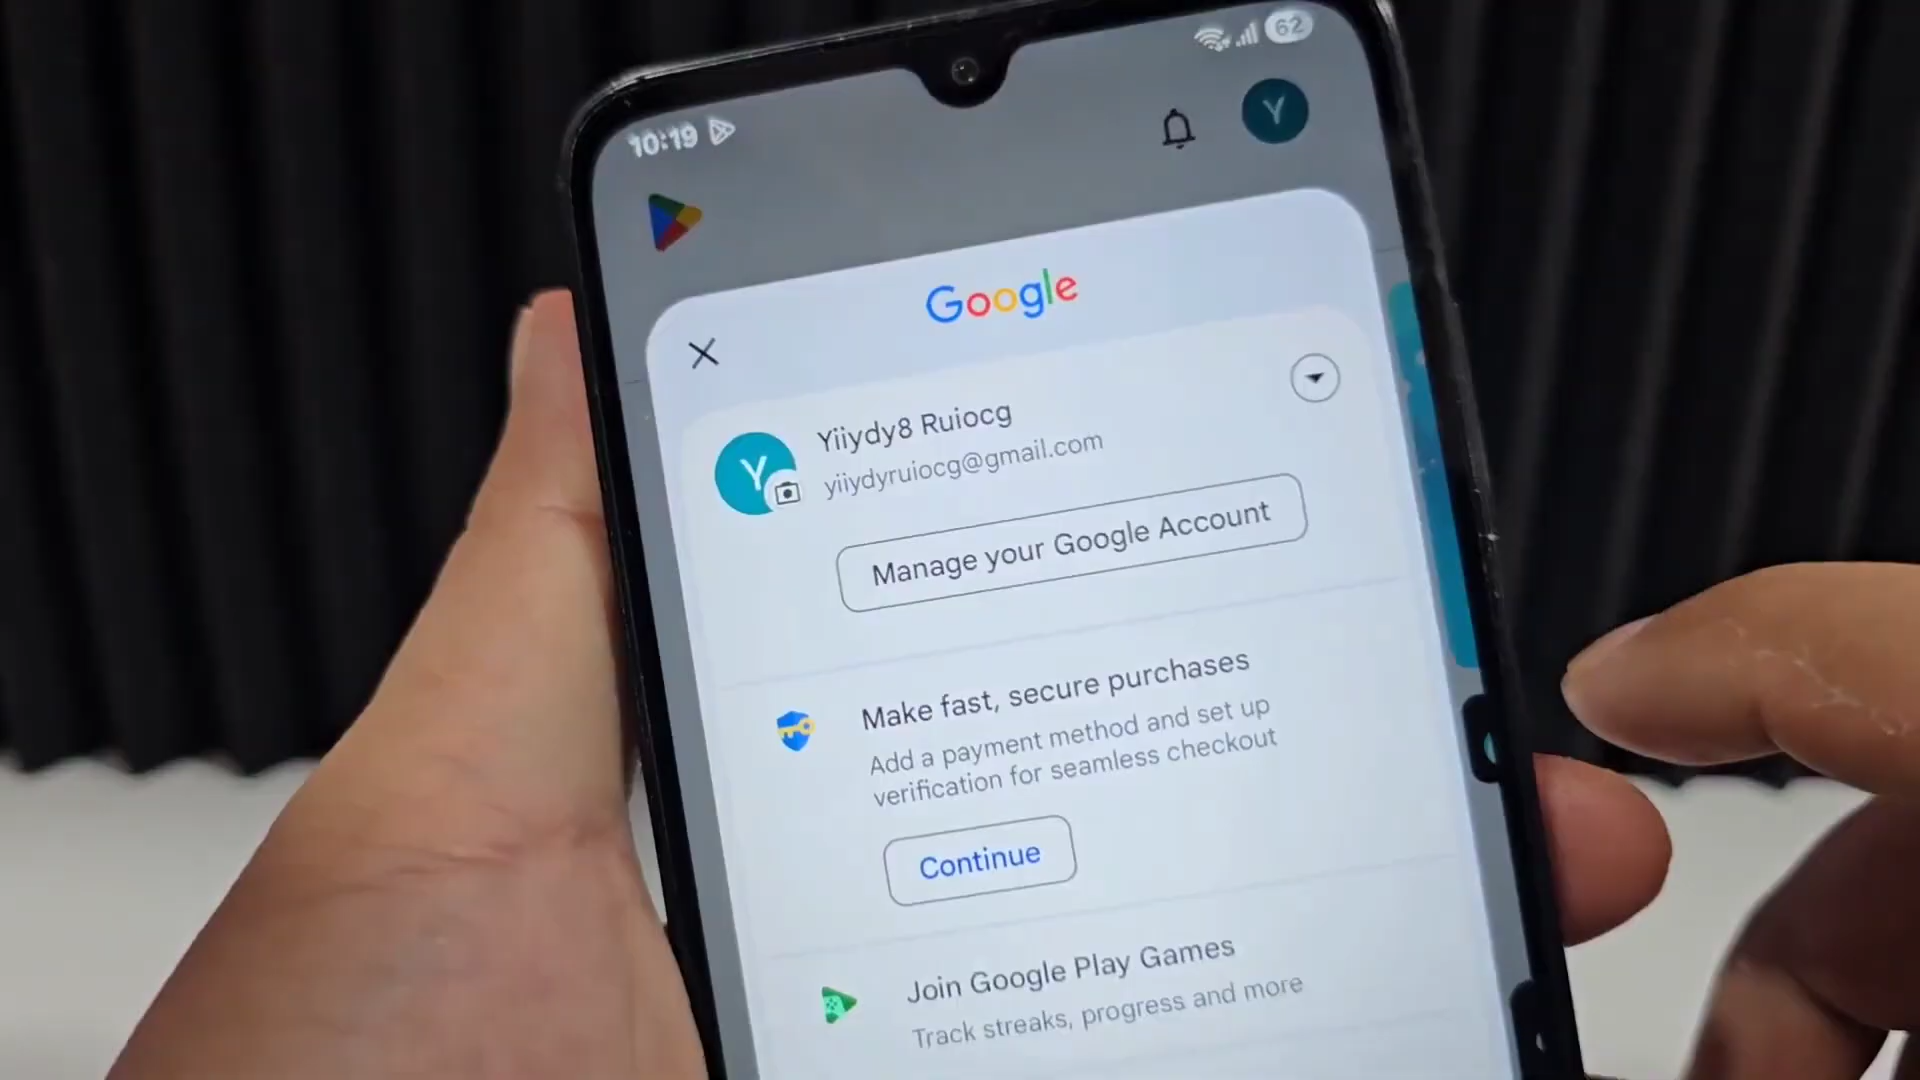 10:19
62
Y
Google
Yiiydy8 Ruiocg
Y
yiiydyruiocg@gmail.com
Manage your Google Account
Make fast, secure purchases
Add a payment method and set up
verification for seamless checkout
Continue
Join Google Play Games
Track streaks, progress and more